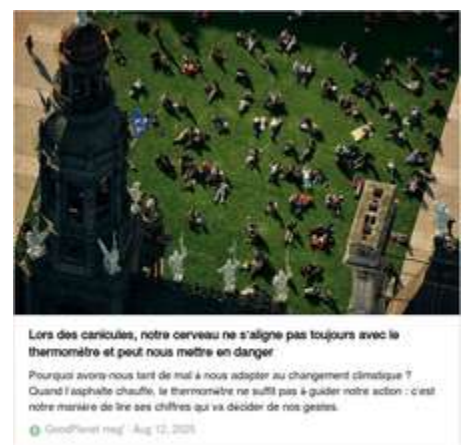 Lors des canicules, notre cerveau ne s'aligne pas toujours avec le
thermomètre et peut nous mettre en danger
Pourquoi avons-nous tant de mal à nous adapter au changement climatique ?
Quand l'asphalte chauffe, le thermomètre ne suffit pas à guider notre action : c'est
notre manière de lire ses chiffres qui va décider de nos gestes.
GoodPlanet mag' · Aug 12, 2025